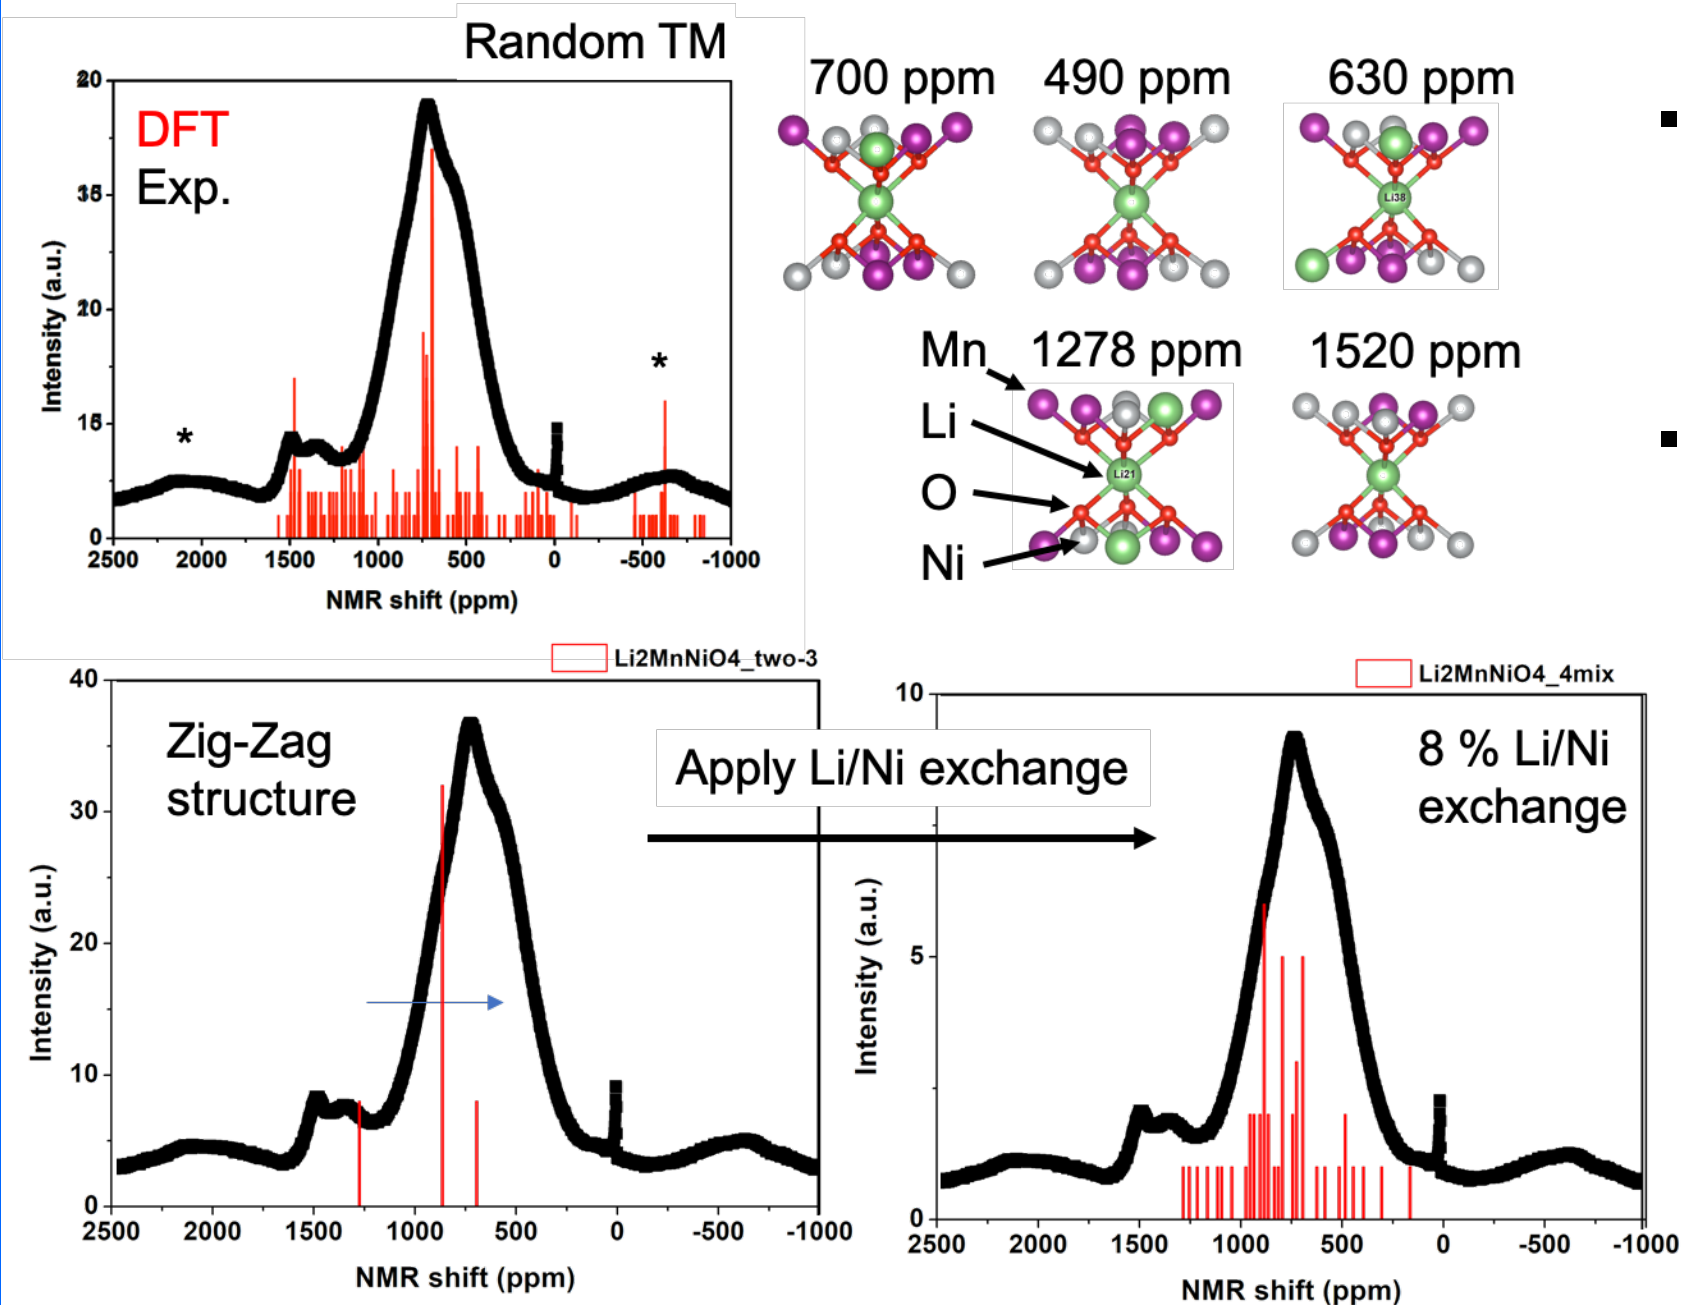 Random TM
DFT
Exp.
Intensity (a.u.)
2500 2000 1500 1000 500 0 -500 -1000
NMR shift (ppm)
*
*
700 ppm 490 ppm 630 ppm
Li38
1278 ppm 1520 ppm
Mn
Li
O
Ni
Li21
Li2MnNiO4_two-3
Zig-Zag
structure
40
30
20
10
0
Intensity (a.u.)
2500 2000 1500 1000 500 0 -500 -1000
NMR shift (ppm)
Apply Li/Ni exchange
Li2MnNiO4_4mix
8 % Li/Ni
exchange
10
5
0
Intensity (a.u.)
2500 2000 1500 1000 500 0 -500 -1000
NMR shift (ppm)